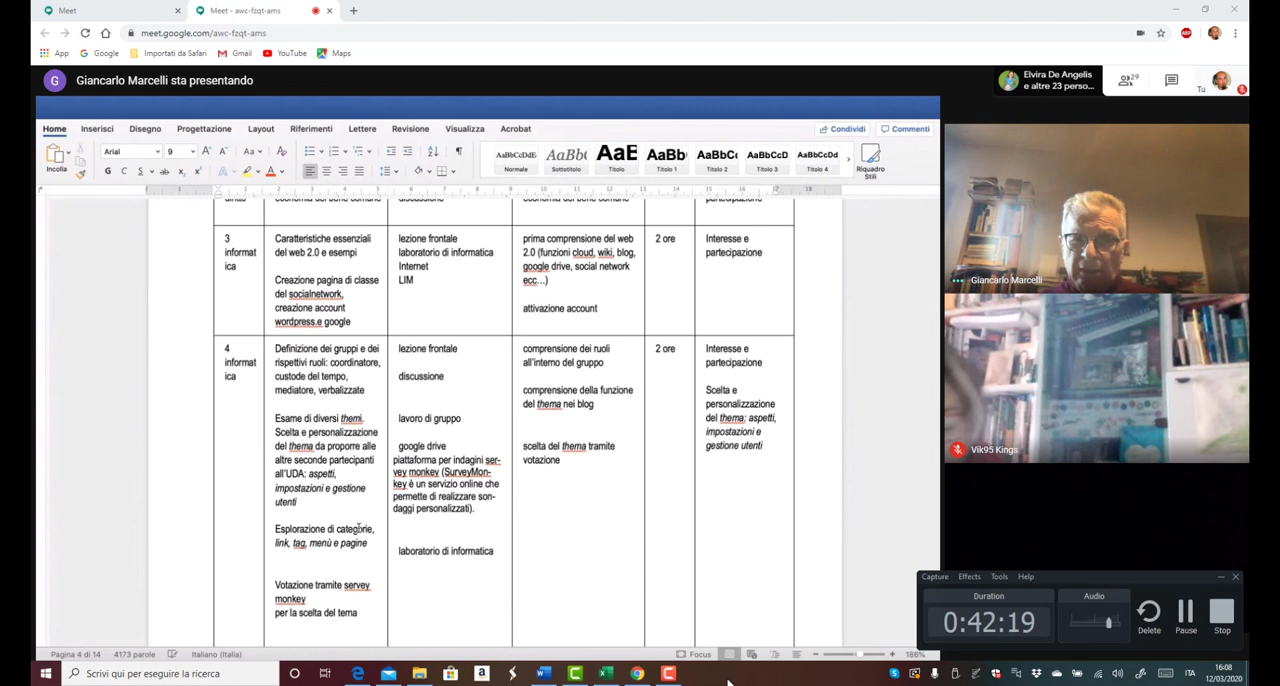 Meet
Meet - awc-fzqt-ams
meet.google.com/awc-fzqt-ams
App
Google
Importati da Safari
Gmail
YouTube
Maps
G
Giancarlo Marcelli sta presentando
Elvira De Angelis
e altre 23 perso...
29
Tu
Home
Inserisci
Disegno
Progettazione
Layout
Riferimenti
Lettere
Revisione
Visualizza
Acrobat
Condividi
Commenti
Incolla
Arial
9
AaBbCcDdE
Normale
AaBbC
Sottotitolo
AaB
Titolo
AaBb(
Titolo 1
AaBbCc
Titolo 2
AaBbCcD
Titolo 3
AaBbCcDd
Titolo 4
Riquadro
Stili
3
informat
ica
Caratteristiche essenziali
del web 2.0 e esempi
Creazione pagina di classe
del socialnetwork,
creazione account
wordpress.e google
lezione frontale
laboratorio di informatica
Internet
LIM
prima comprensione del web
2.0 (funzioni cloud, wiki, blog,
google drive, social network
ecc...)
attivazione account
2 ore
Interesse e
partecipazione
4
informat
ica
Definizione dei gruppi e dei
rispettivi ruoli: coordinatore,
custode del tempo,
mediatore, verbalizzate
Esame di diversi themi.
Scelta e personalizzazione
del thema da proporre alle
altre seconde partecipanti
all'UDA: aspetti,
impostazioni e gestione
utenti
Esplorazione di categorie,
link, tag, menù e pagine
Votazione tramite servey
monkey
per la scelta del tema
lezione frontale
discussione
lavoro di gruppo
google drive
piattaforma per indagini ser-
vey monkey (SurveyMon-
key è un servizio online che
permette di realizzare son-
daggi personalizzati).
laboratorio di informatica
comprensione dei ruoli
all'interno del gruppo
comprensione della funzione
del thema nei blog
scelta del thema tramite
votazione
2 ore
Interesse e
partecipazione
Scelta e
personalizzazione
del thema: aspetti,
impostazioni e
gestione utenti
Giancarlo Marcelli
Vik95 Kings
Capture
Effects
Tools
Help
Duration
0:42:19
Audio
Delete
Pause
Stop
Pagina 4 di 14
4173 parole
Italiano (Italia)
Focus
186%
Scrivi qui per eseguire la ricerca
ITA
16:08
12/03/2020